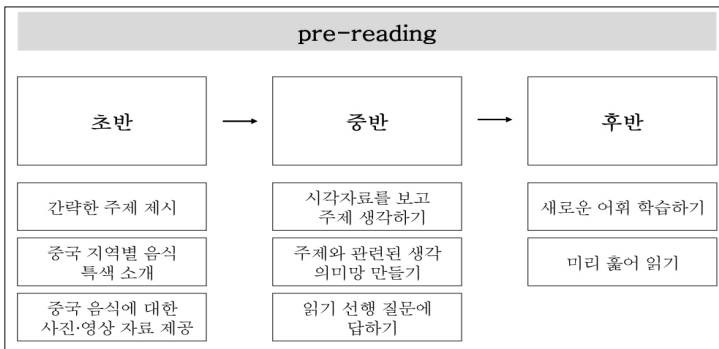 pre-reading
초반
중반
후반
간략한 주제 제시
중국 지역별 음식
특색 소개
중국 음식에 대한
사진·영상 자료 제공
시각자료를 보고
주제 생각하기
주제와 관련된 생각
의미망 만들기
읽기 선행 질문에
답하기
새로운 어휘 학습하기
미리 훑어 읽기